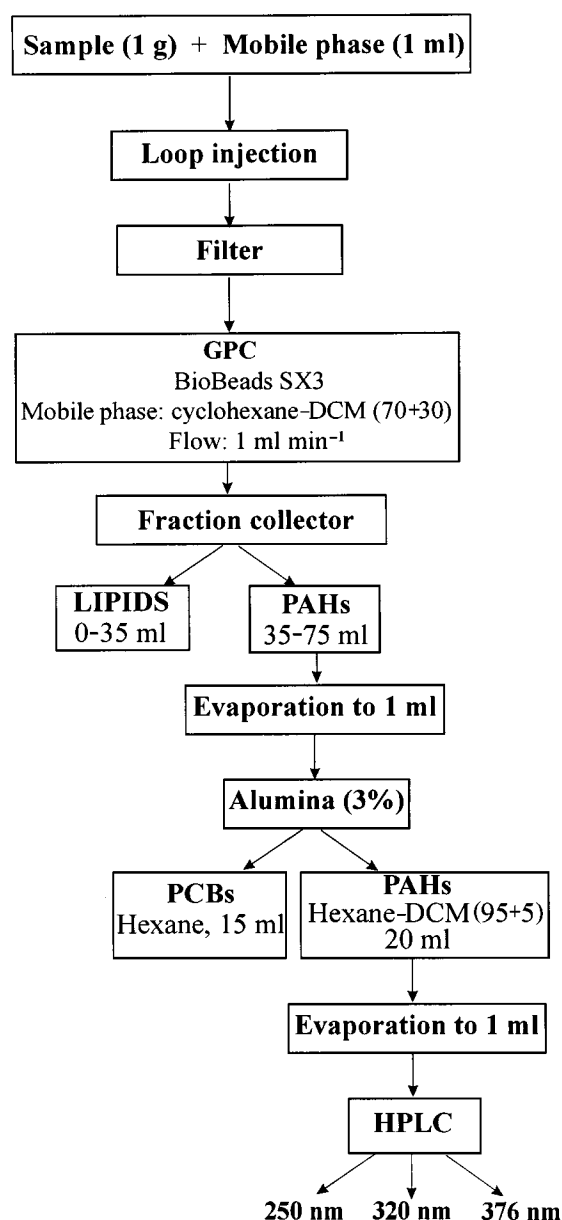 Sample (1 g) + Mobile phase (1 ml)
Loop injection
Filter
GPC
BioBeads SX3
Mobile phase: cyclohexane-DCM (70+30)
Flow: 1 ml min⁻¹
Fraction collector
LIPIDS
0-35 ml
PAHs
35-75 ml
Evaporation to 1 ml
Alumina (3%)
PCBs
Hexane, 15 ml
PAHs
Hexane-DCM (95+5)
20 ml
Evaporation to 1 ml
HPLC
250 nm 320 nm 376 nm